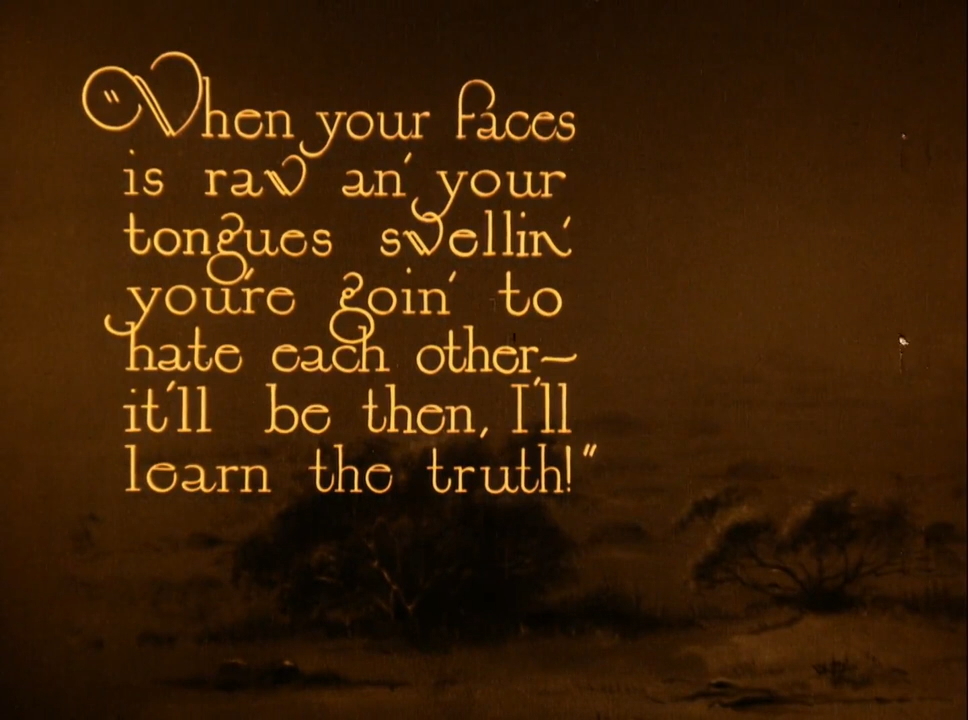 "When your faces
is raw an' your
tongues swellin'
you're goin' to
hate each other—
it'll be then, I'll
learn the truth!"